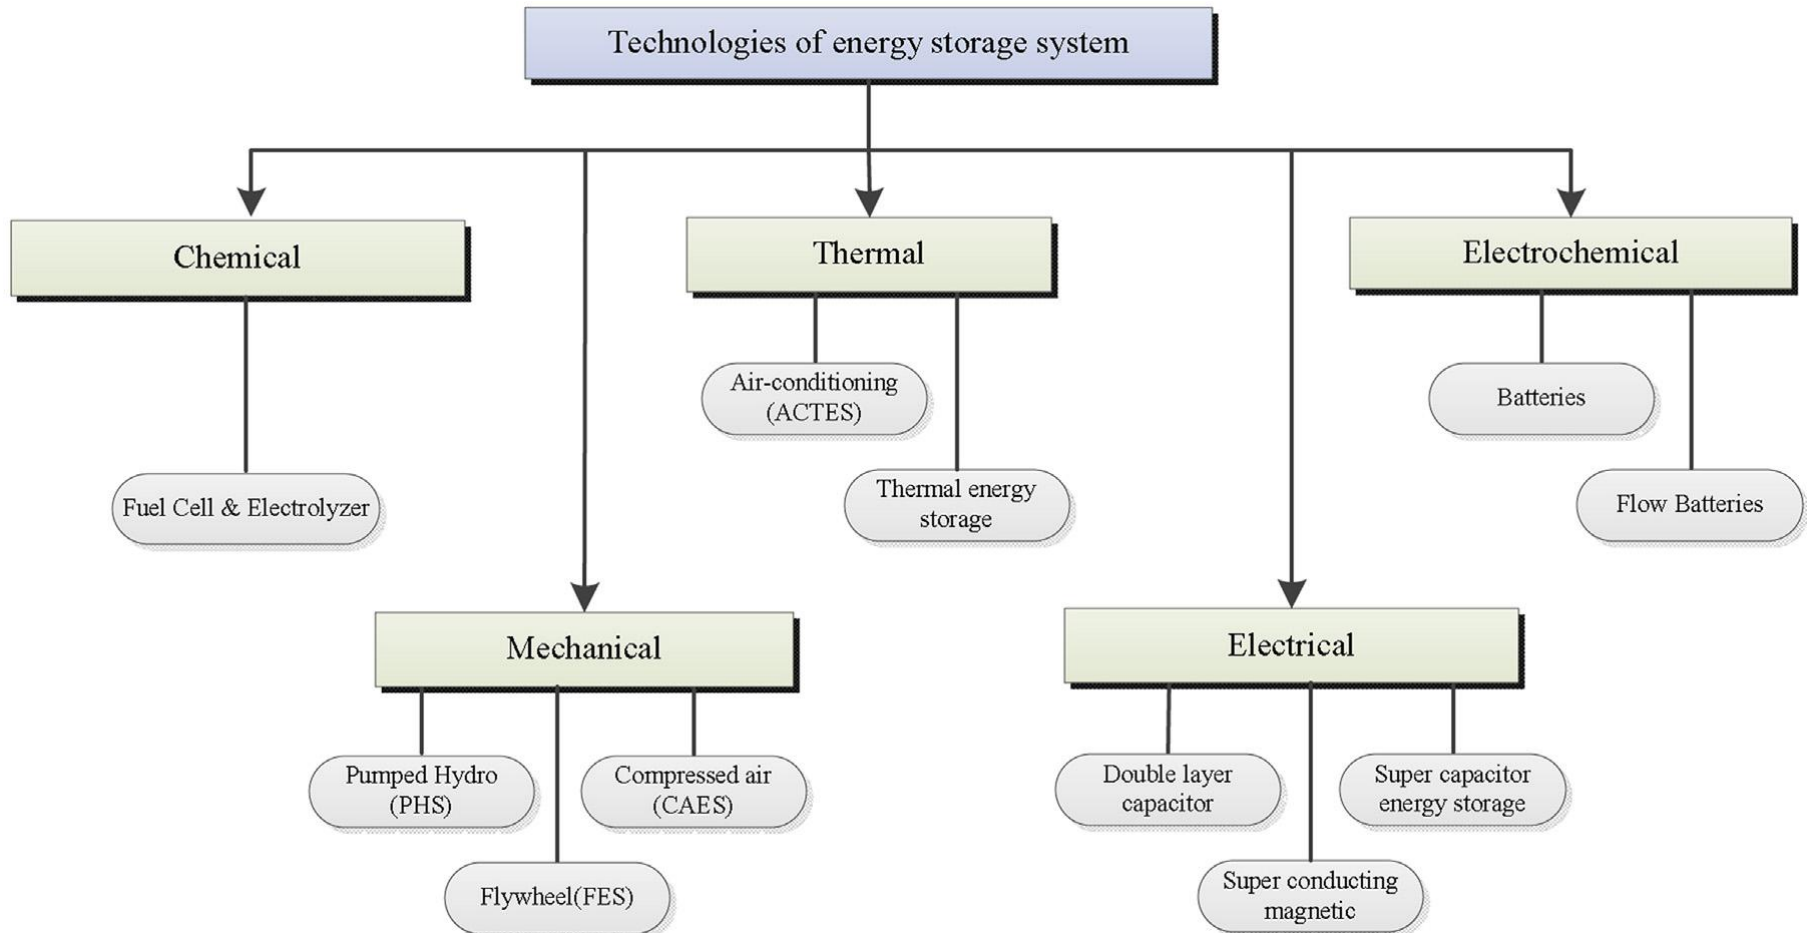 Technologies of energy storage system
Chemical
Thermal
Electrochemical
Air-conditioning
(ACTES)
Batteries
Thermal energy
storage
Flow Batteries
Fuel Cell & Electrolyzer
Mechanical
Electrical
Pumped Hydro
(PHS)
Compressed air
(CAES)
Double layer
capacitor
Super capacitor
energy storage
Flywheel(FES)
Super conducting
magnetic